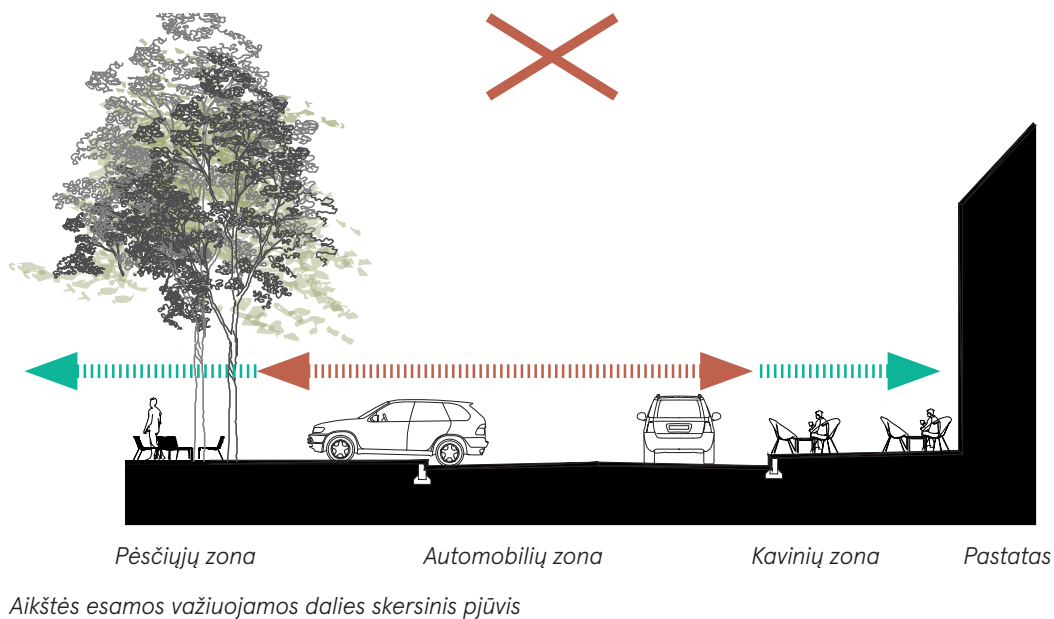 Pėsčiųjų zona Automobilių zona Kavinių zona Pastatas
Aikštės esamos važiuojamos dalies skersinis pjūvis